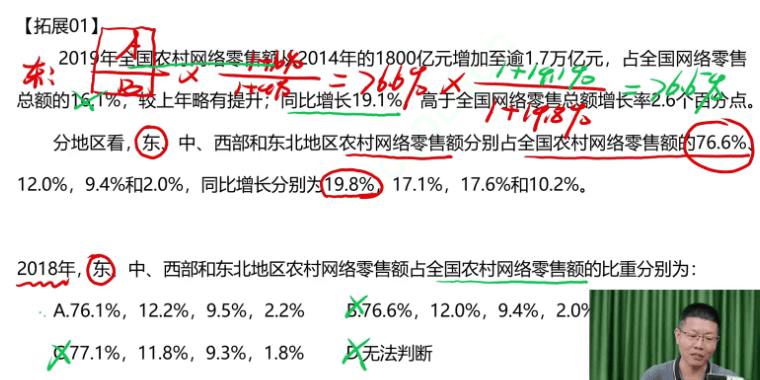 【拓展01】
2019年全国农村网络零售额从2014年的1800亿元增加至逾1.7万亿元，占全国网络零售
东： A/B × 1+b%/1+a% = 76.6% × 1+19.1%/1+19.8% = 76.6%
总额的16.1%，较上年略有提升；同比增长19.1%，高于全国网络零售总额增长率2.6个百分点。
分地区看，东、中、西部和东北地区农村网络零售额分别占全国农村网络零售额的76.6%、
12.0%，9.4%和2.0%，同比增长分别为19.8%，17.1%，17.6%和10.2%。
2018年，东、中、西部和东北地区农村网络零售额占全国农村网络零售额的比重分别为：
A.76.1%，12.2%，9.5%，2.2% B.76.6%，12.0%，9.4%，2.0%
C.77.1%，11.8%，9.3%，1.8% D.无法判断